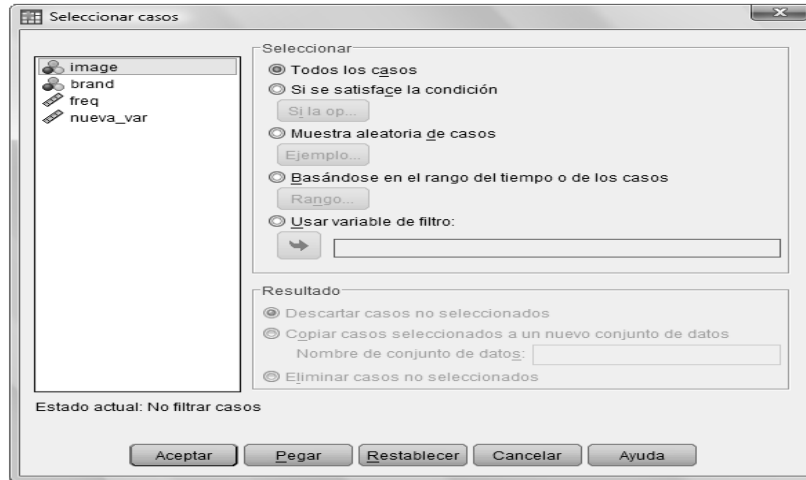 Seleccionar casos
image
brand
freq
nueva_var
Seleccionar
Todos los casos
Si se satisface la condición
Si la op...
Muestra aleatoria de casos
Ejemplo...
Basándose en el rango del tiempo o de los casos
Rango...
Usar variable de filtro:
Resultado
Descartar casos no seleccionados
Copiar casos seleccionados a un nuevo conjunto de datos
Nombre de conjunto de datos:
Eliminar casos no seleccionados
Estado actual: No filtrar casos
Aceptar Pegar Restablecer Cancelar Ayuda